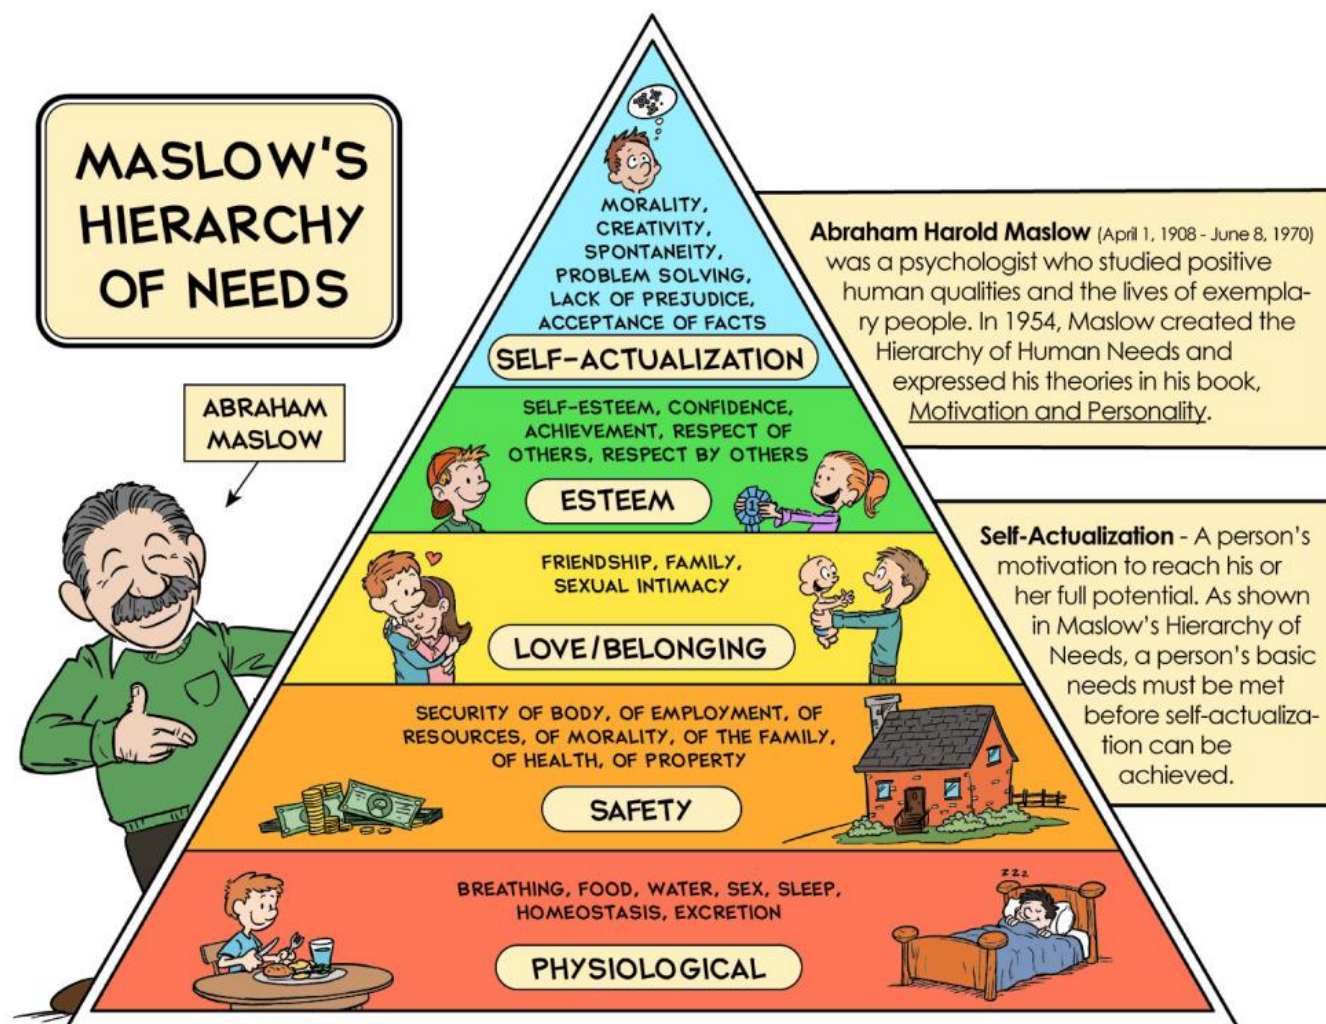 MASLOW'S
HIERARCHY
OF NEEDS
ABRAHAM
MASLOW
MORALITY,
CREATIVITY,
SPONTANEITY,
PROBLEM SOLVING,
LACK OF PREJUDICE,
ACCEPTANCE OF FACTS
SELF-ACTUALIZATION
SELF-ESTEEM, CONFIDENCE,
ACHIEVEMENT, RESPECT OF
OTHERS, RESPECT BY OTHERS
ESTEEM
1
FRIENDSHIP, FAMILY,
SEXUAL INTIMACY
LOVE/BELONGING
SECURITY OF BODY, OF EMPLOYMENT, OF
RESOURCES, OF MORALITY, OF THE FAMILY,
OF HEALTH, OF PROPERTY
SAFETY
BREATHING, FOOD, WATER, SEX, SLEEP,
HOMEOSTASIS, EXCRETION
PHYSIOLOGICAL
zzz
Abraham Harold Maslow (April 1, 1908 - June 8, 1970)
was a psychologist who studied positive
human qualities and the lives of exempla-
ry people. In 1954, Maslow created the
Hierarchy of Human Needs and
expressed his theories in his book,
Motivation and Personality.
Self-Actualization - A person's
motivation to reach his or
her full potential. As shown
in Maslow's Hierarchy of
Needs, a person's basic
needs must be met
before self-actualiza-
tion can be
achieved.